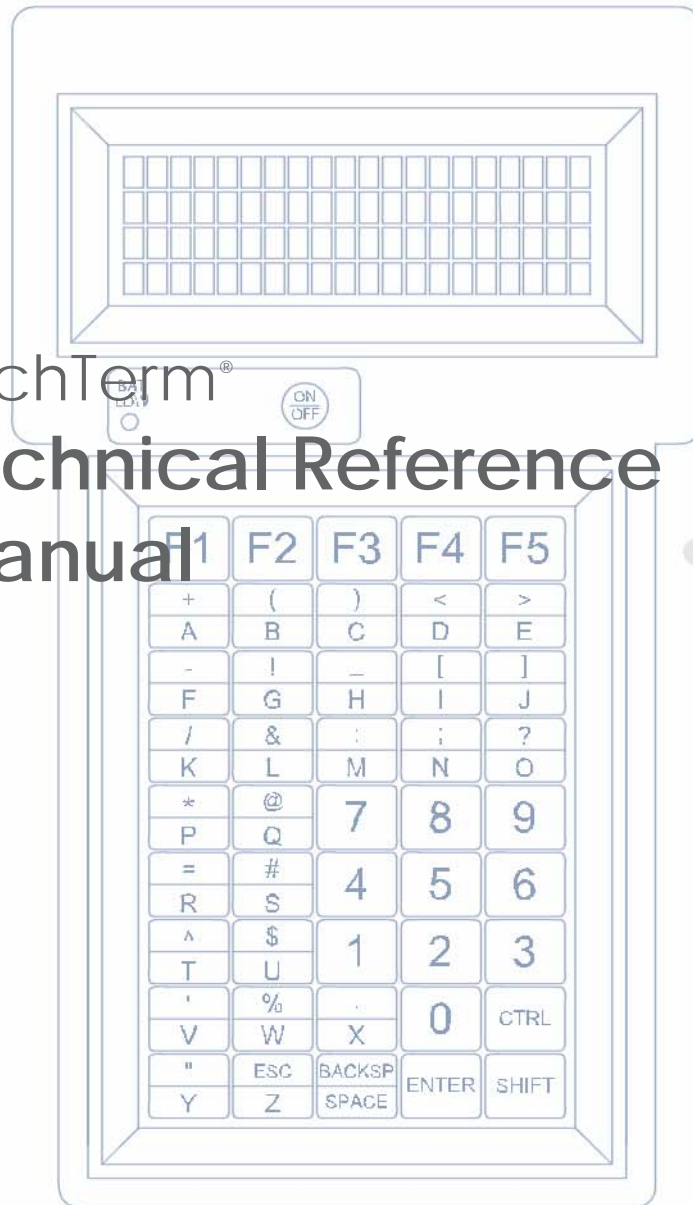 chTerm®
BAT
LOW
ON
OFF
chnical Reference
anual
F1 F2 F3 F4 F5
+ ( ) < >
A B C D E
- ! _ [ ]
F G H I J
/ & : ; ?
K L M N O
* @
P Q 7 8 9
= #
R S 4 5 6
^ $
T U 1 2 3
' % .
V W X 0 CTRL
" ESC BACKSP
Y Z SPACE ENTER SHIFT